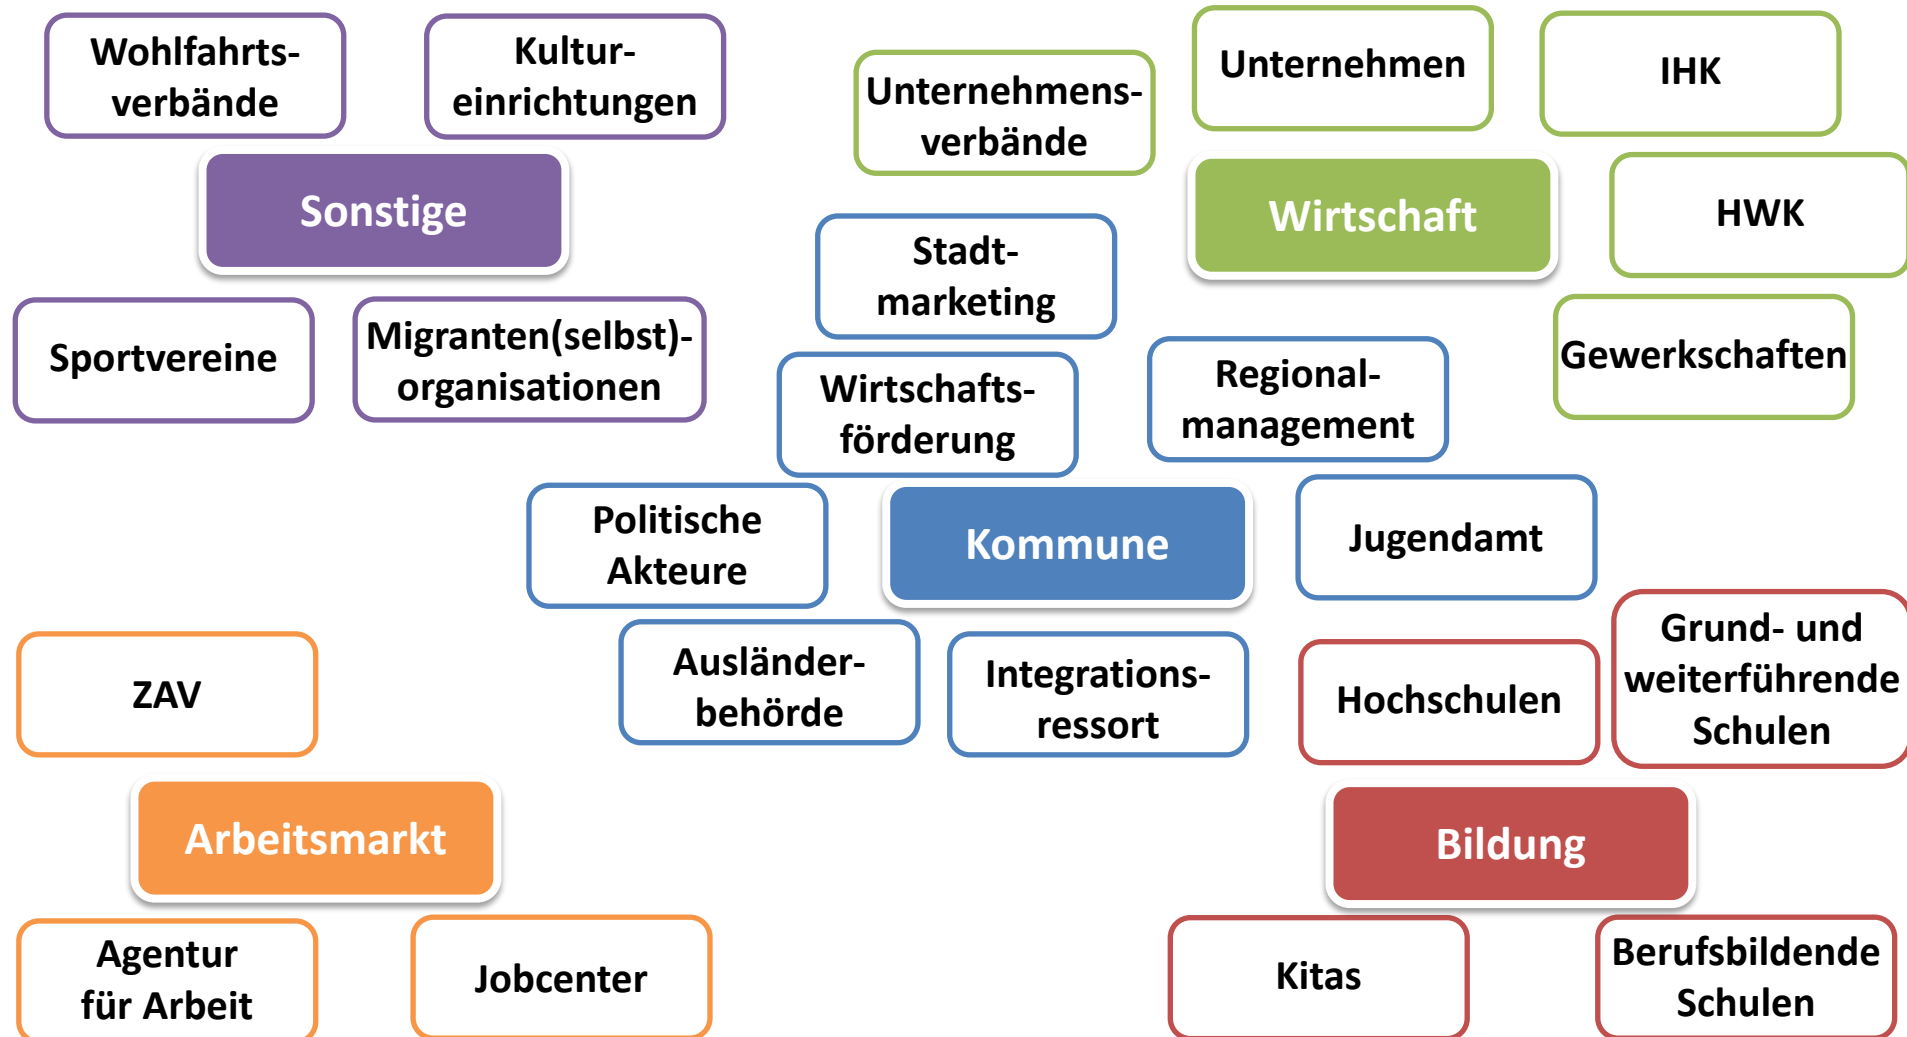 Wohlfahrts-
verbände
Kultur-
einrichtungen
Sonstige
Sportvereine
Migranten(selbst)-
organisationen
Unternehmens-
verbände
Unternehmen
IHK
Wirtschaft
HWK
Gewerkschaften
Stadt-
marketing
Wirtschafts-
förderung
Regional-
management
Politische
Akteure
Kommune
Jugendamt
Ausländer-
behörde
Integrations-
ressort
ZAV
Arbeitsmarkt
Agentur
für Arbeit
Jobcenter
Hochschulen
Grund- und
weiterführende
Schulen
Bildung
Kitas
Berufsbildende
Schulen